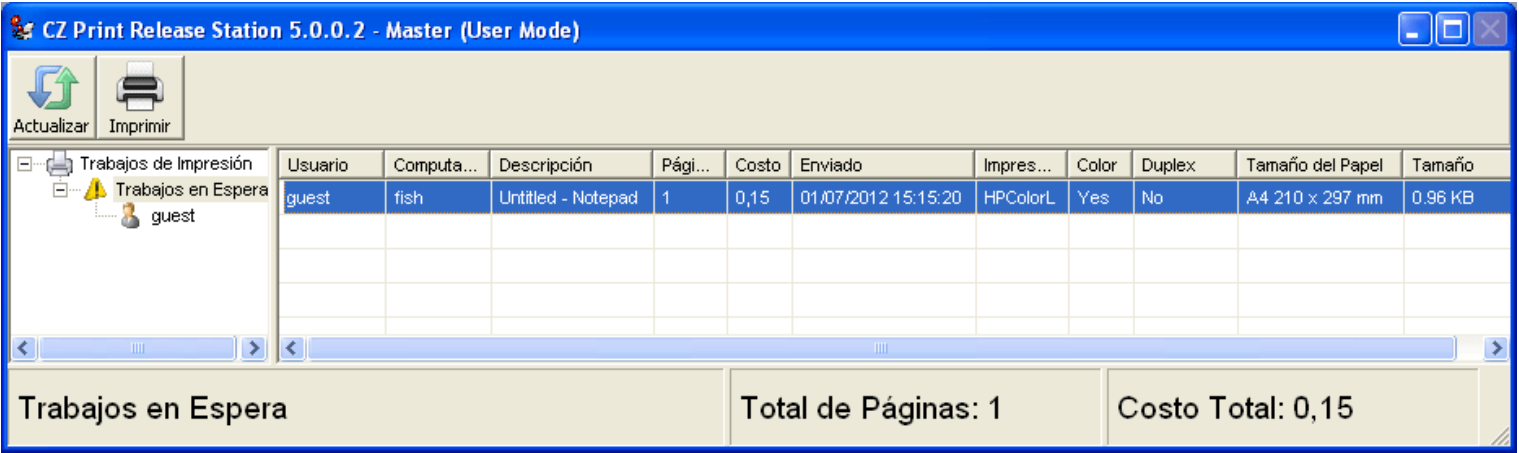 CZ Print Release Station 5.0.0.2 - Master (User Mode)
Actualizar Imprimir
Trabajos de Impresión
Trabajos en Espera
guest
Usuario Computa... Descripción Pági... Costo Enviado Impres... Color Duplex Tamaño del Papel Tamaño
guest fish Untitled - Notepad 1 0,15 01/07/2012 15:15:20 HPColorL Yes No A4 210 x 297 mm 0.96 KB
Trabajos en Espera Total de Páginas: 1 Costo Total: 0,15